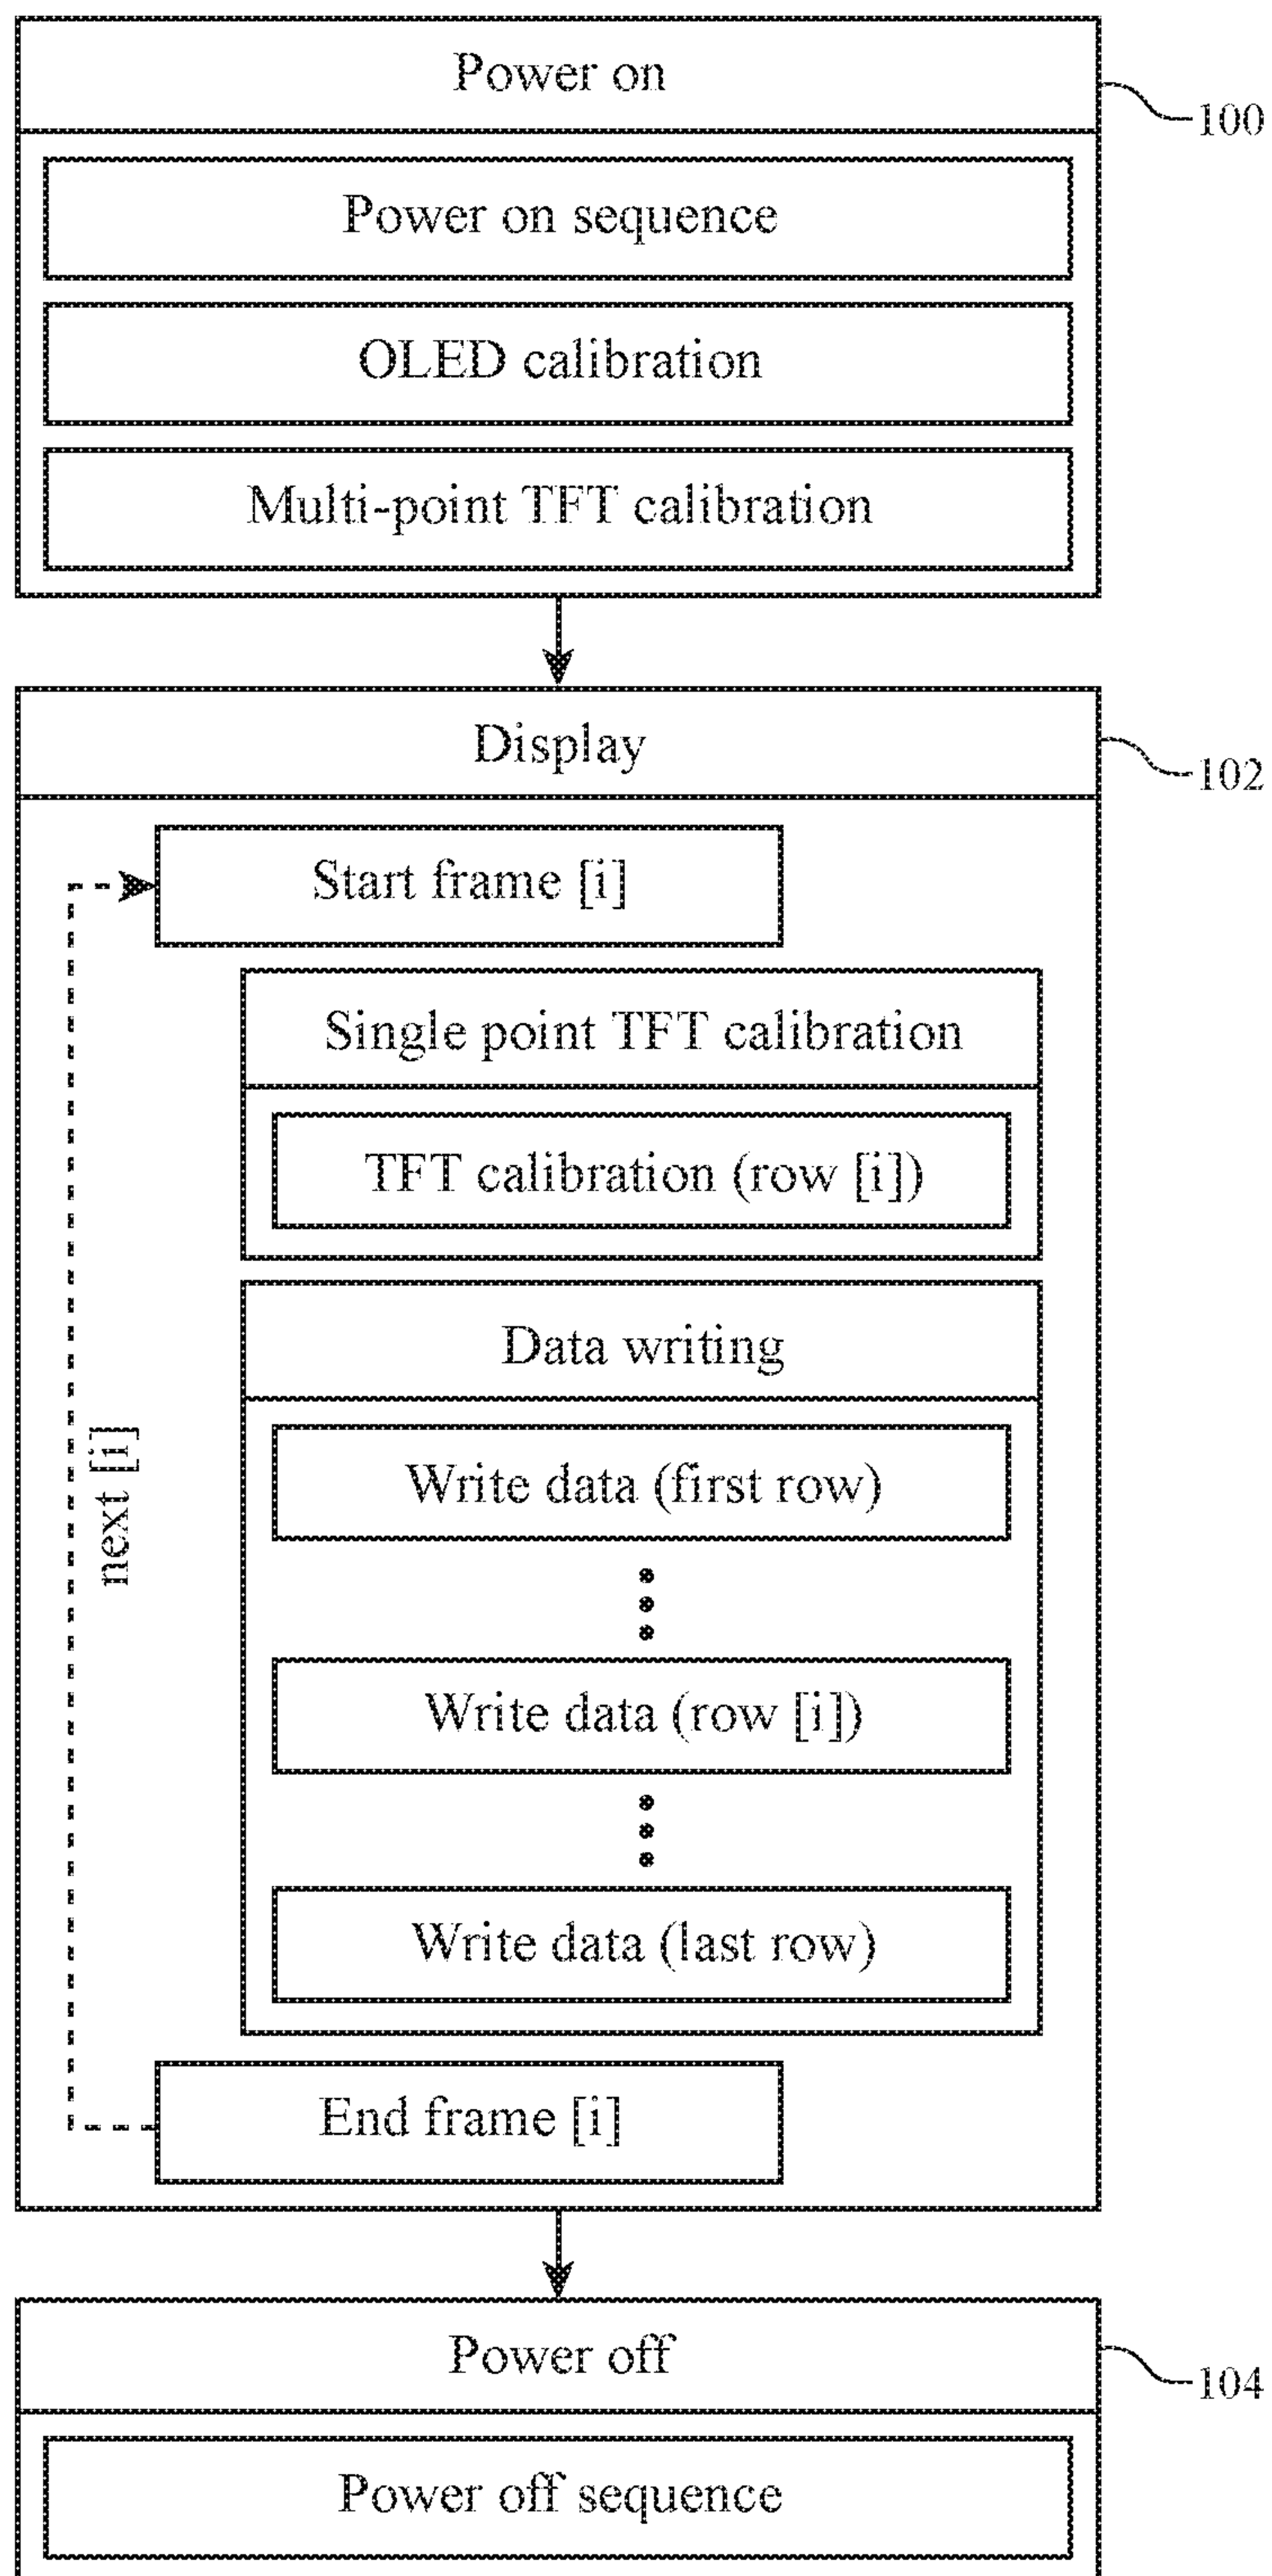 Power on
100
Power on sequence
OLED calibration
Multi-point TFT calibration
Display
102
Start frame [i]
Single point TFT calibration
TFT calibration (row [i])
Data writing
Write data (first row)
next [i]
Write data (row [i])
Write data (last row)
End frame [i]
Power off
104
Power off sequence